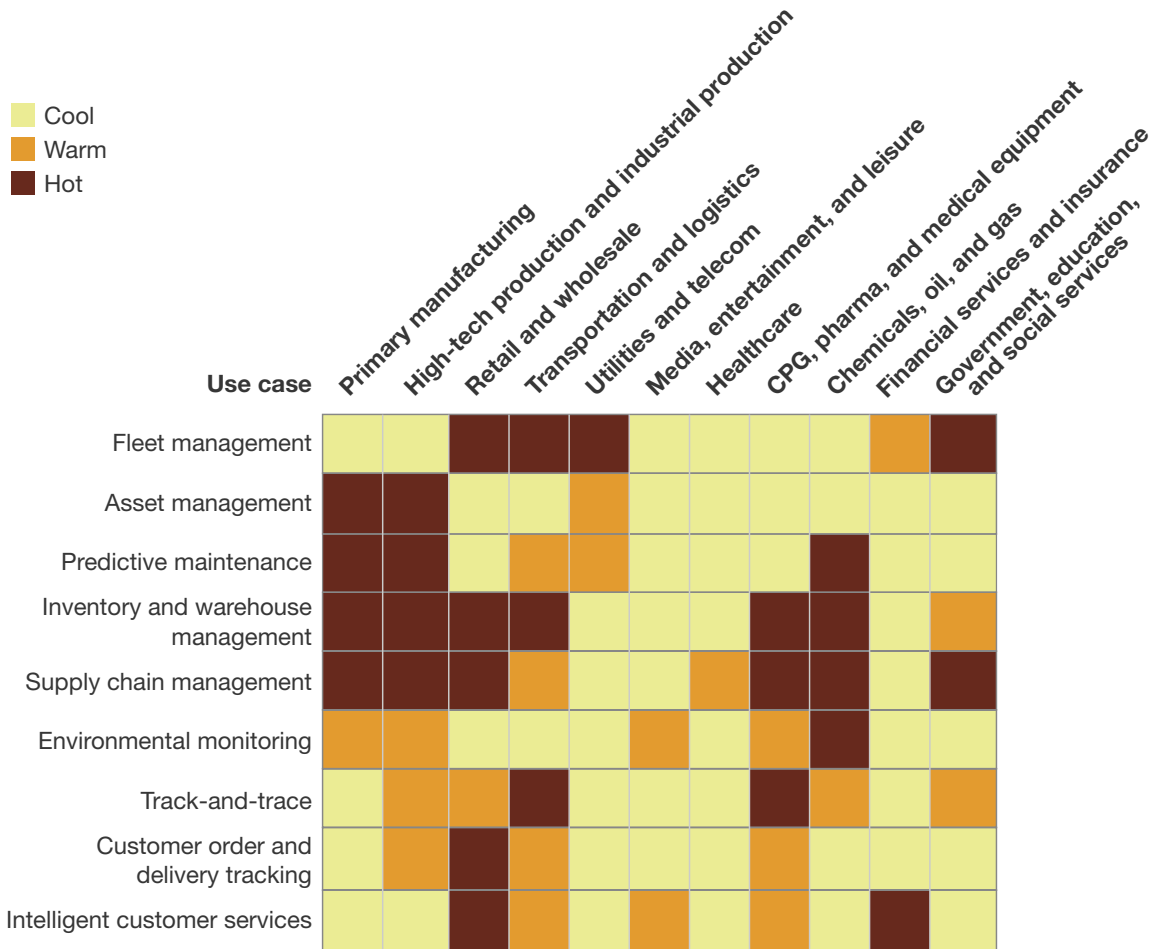 Cool
Warm
Hot
Use case
Primary manufacturing
High-tech production and industrial production
Retail and wholesale
Transportation and logistics
Utilities and telecom
Media, entertainment, and leisure
Healthcare
CPG, pharma, and medical equipment
Chemicals, oil, and gas
Financial services and insurance
Government, education,
and social services
Fleet management
Asset management
Predictive maintenance
Inventory and warehouse
management
Supply chain management
Environmental monitoring
Track-and-trace
Customer order and
delivery tracking
Intelligent customer services